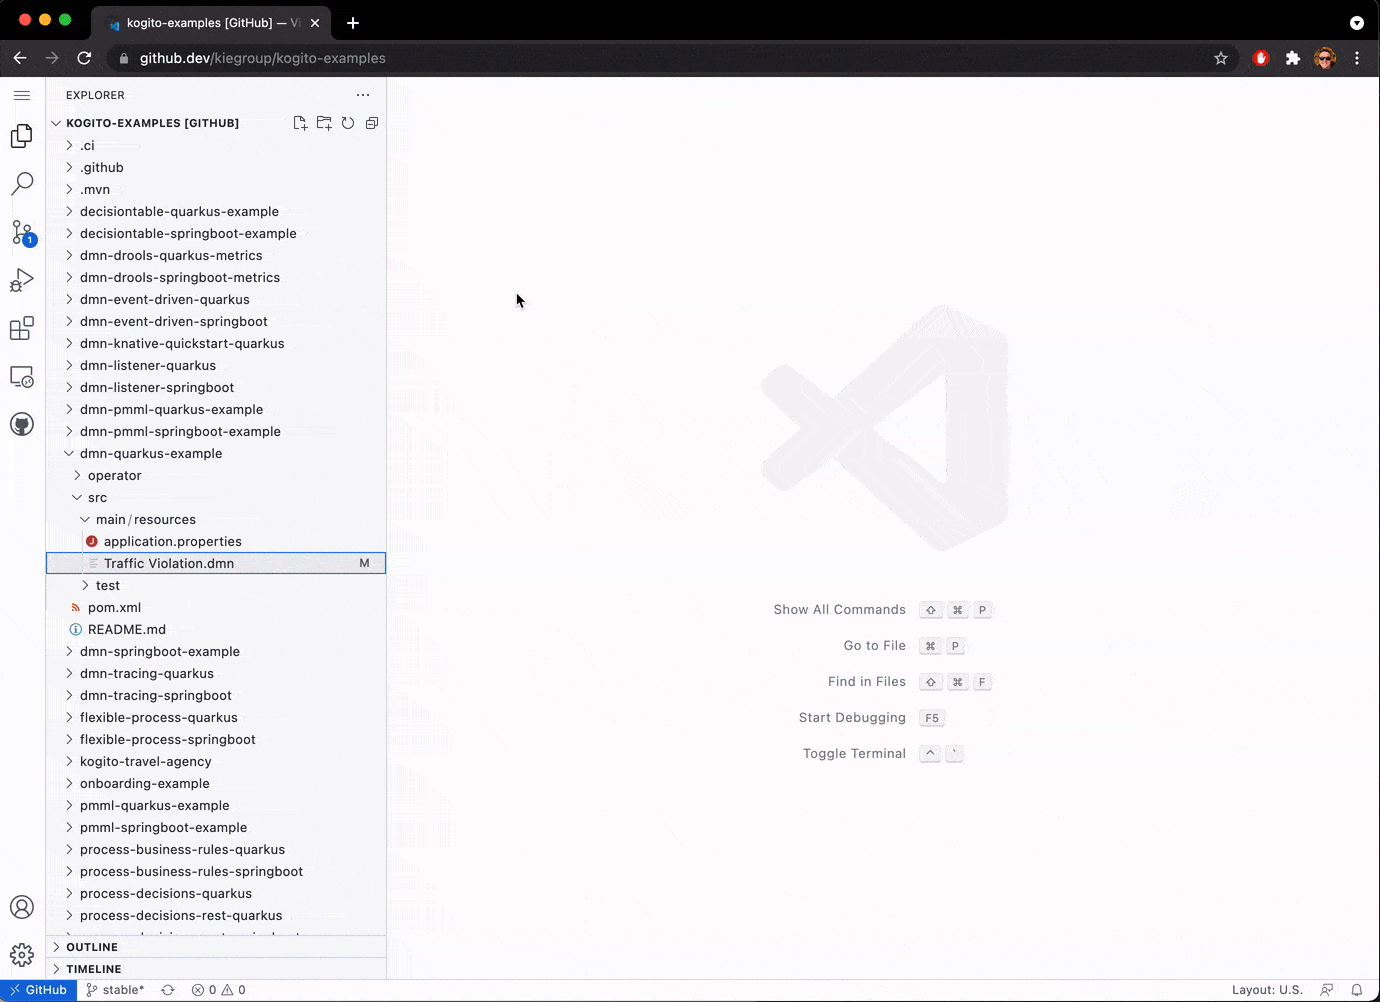 kogito-examples [GitHub] — Vi
github.dev/kiegroup/kogito-examples
EXPLORER
KOGITO-EXAMPLES [GITHUB]
.ci
.github
.mvn
decisiontable-quarkus-example
decisiontable-springboot-example
dmn-drools-quarkus-metrics
dmn-drools-springboot-metrics
dmn-event-driven-quarkus
dmn-event-driven-springboot
dmn-knative-quickstart-quarkus
dmn-listener-quarkus
dmn-listener-springboot
dmn-pmml-quarkus-example
dmn-pmml-springboot-example
dmn-quarkus-example
operator
src
main/resources
application.properties
Traffic Violation.dmn M
test
pom.xml
README.md
dmn-springboot-example
dmn-tracing-quarkus
dmn-tracing-springboot
flexible-process-quarkus
flexible-process-springboot
kogito-travel-agency
onboarding-example
pmml-quarkus-example
pmml-springboot-example
process-business-rules-quarkus
process-business-rules-springboot
process-decisions-quarkus
process-decisions-rest-quarkus
OUTLINE
TIMELINE
1
Show All Commands ⇧ ⌘ P
Go to File ⌘ P
Find in Files ⇧ ⌘ F
Start Debugging F5
Toggle Terminal ^ `
GitHub stable* 0 0 Layout: U.S.